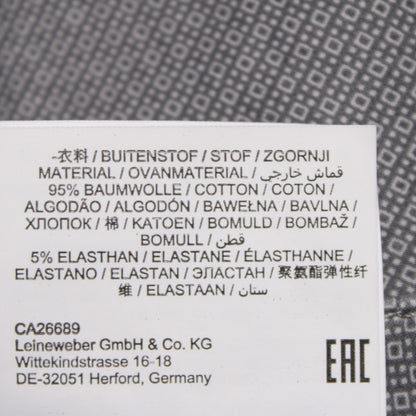 -衣料 / BUITENSTOF / STOF / ZGORNJI
MATERIAL / OVANMATERIAL / قماش خارجي
95% BAUMWOLLE / COTTON / COTON /
ALGODÃO / ALGODÓN / BAWEŁNA / BAVLNA /
ХЛОПОК / 棉 / KATOEN / BOMULD / BOMBAŽ /
BOMULL / قطن
5% ELASTHAN / ELASTANE / ÉLASTHANNE /
ELASTANO / ELASTAN / ЭЛАСТАН / 聚氨酯弹性纤
维 / ELASTAAN / ستان
CA26689
Leineweber GmbH & Co. KG
Wittekindstrasse 16-18
DE-32051 Herford, Germany
EAC